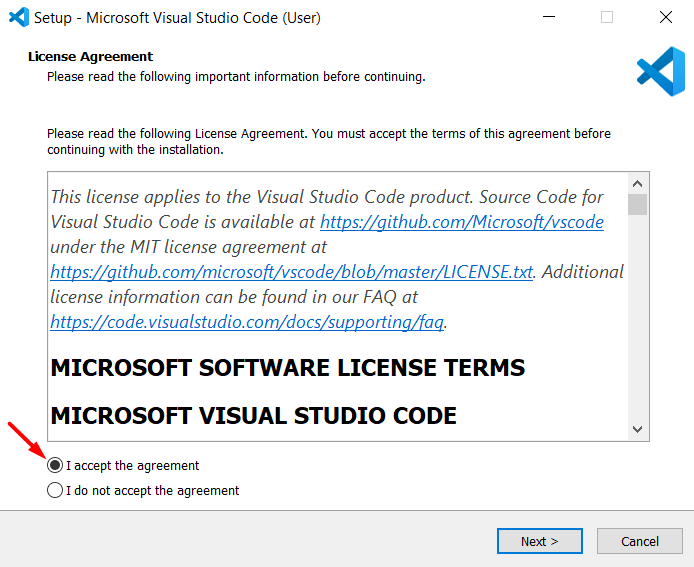 Setup - Microsoft Visual Studio Code (User)
License Agreement
Please read the following important information before continuing.
Please read the following License Agreement. You must accept the terms of this agreement before
continuing with the installation.
This license applies to the Visual Studio Code product. Source Code for
Visual Studio Code is available at https://github.com/Microsoft/vscode
under the MIT license agreement at
https://github.com/microsoft/vscode/blob/master/LICENSE.txt. Additional
license information can be found in our FAQ at
https://code.visualstudio.com/docs/supporting/faq.
MICROSOFT SOFTWARE LICENSE TERMS
MICROSOFT VISUAL STUDIO CODE
I accept the agreement
I do not accept the agreement
Next >
Cancel